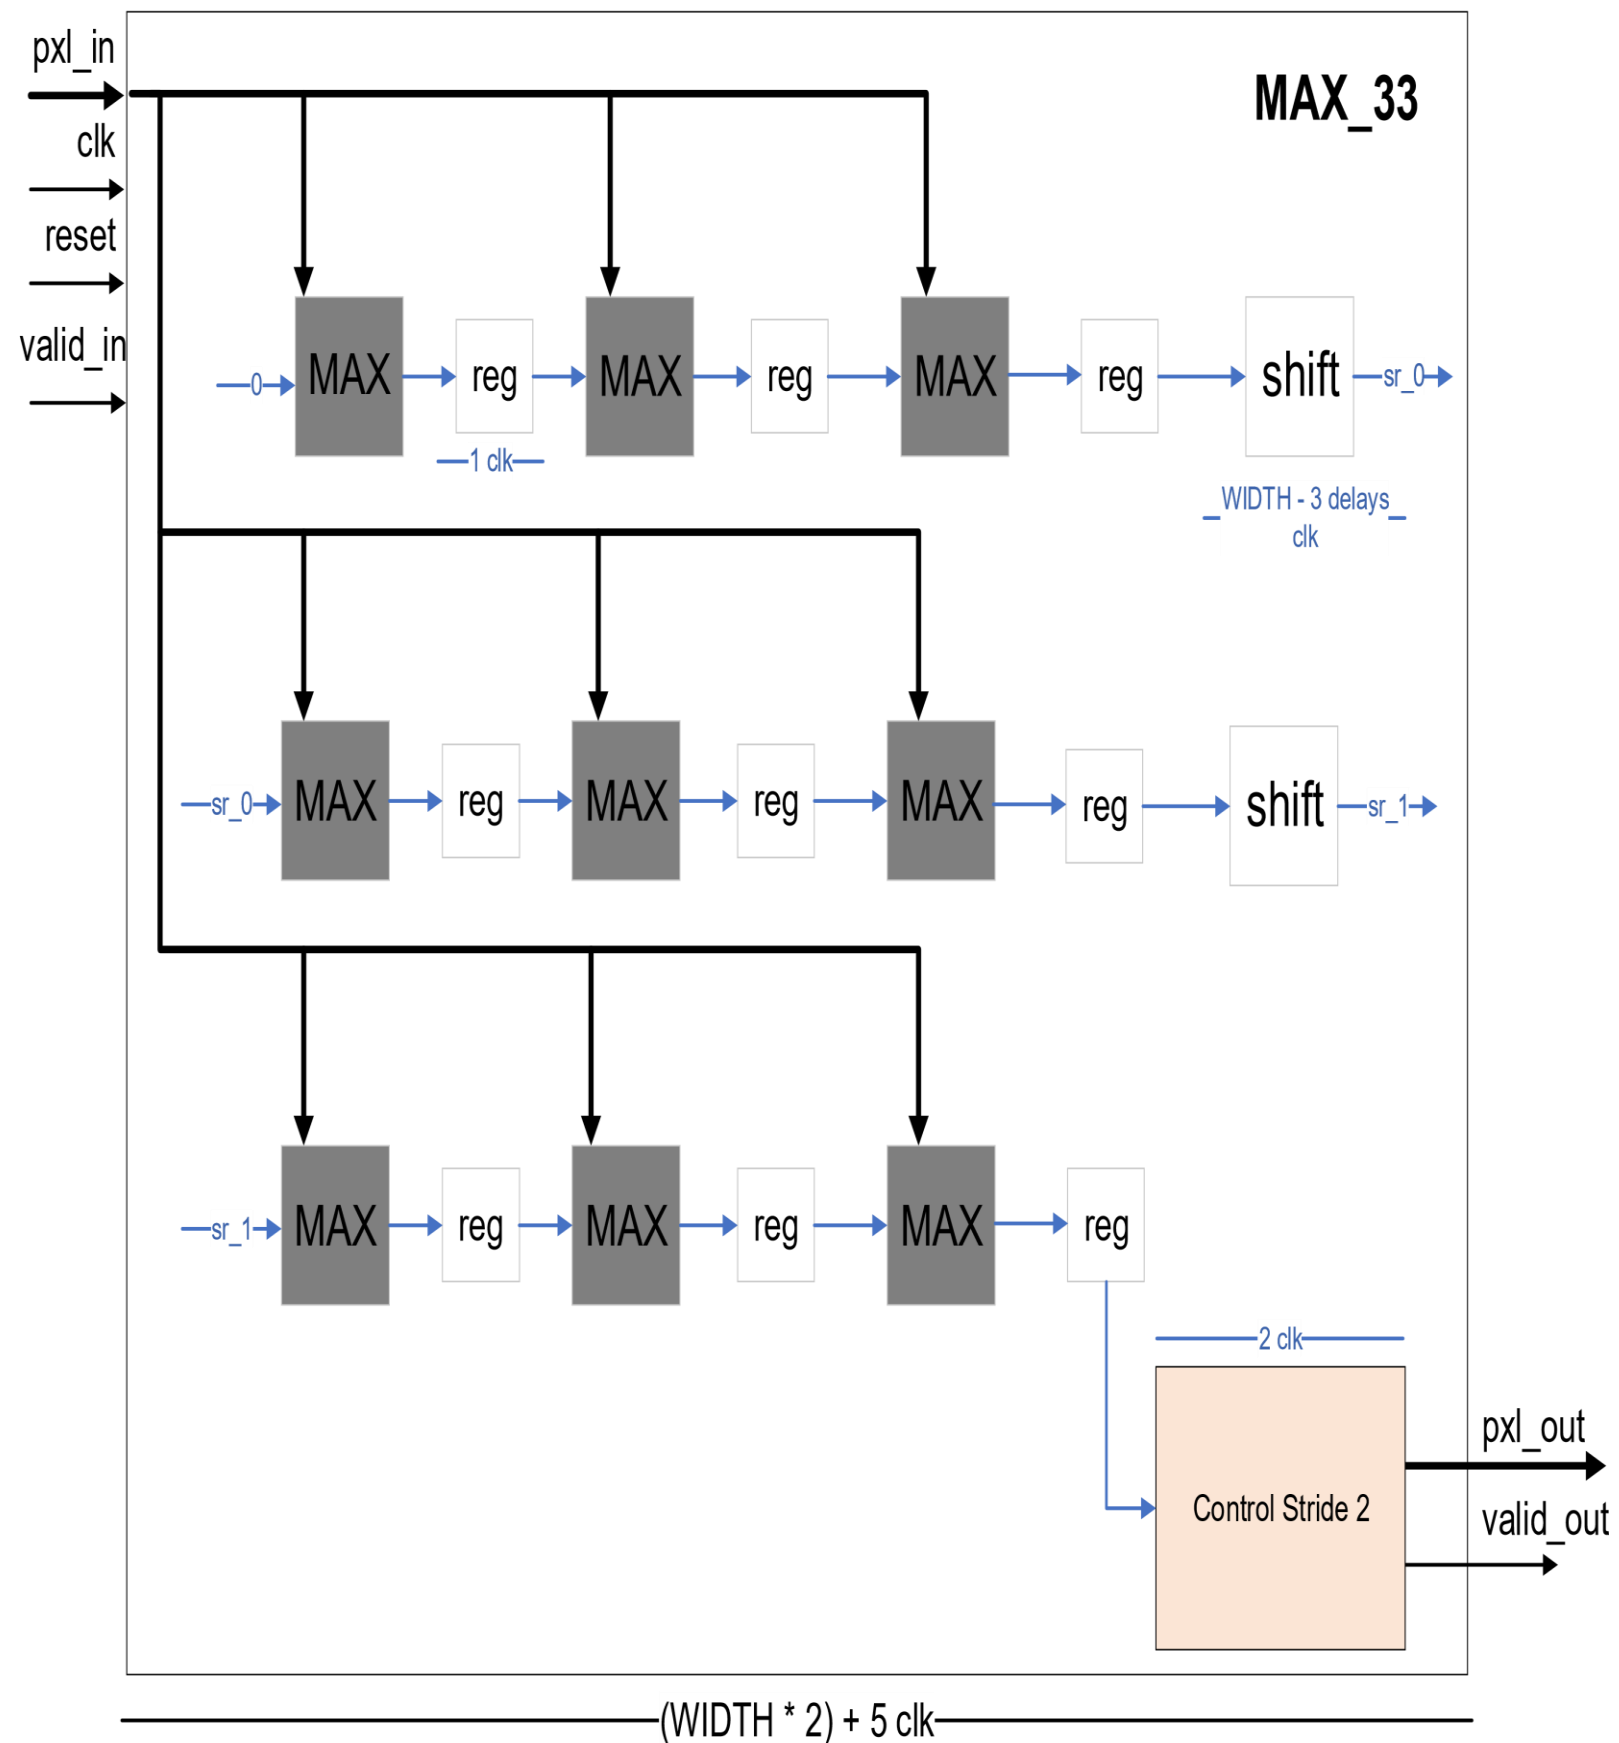 pxl_in
MAX_33
clk
reset
valid_in
0
MAX
reg
MAX
reg
MAX
reg
shift
sr_0
1 clk
WIDTH - 3 delays
clk
sr_0
MAX
reg
MAX
reg
MAX
reg
shift
sr_1
sr_1
MAX
reg
MAX
reg
MAX
reg
2 clk
Control Stride 2
pxl_out
valid_out
(WIDTH * 2) + 5 clk